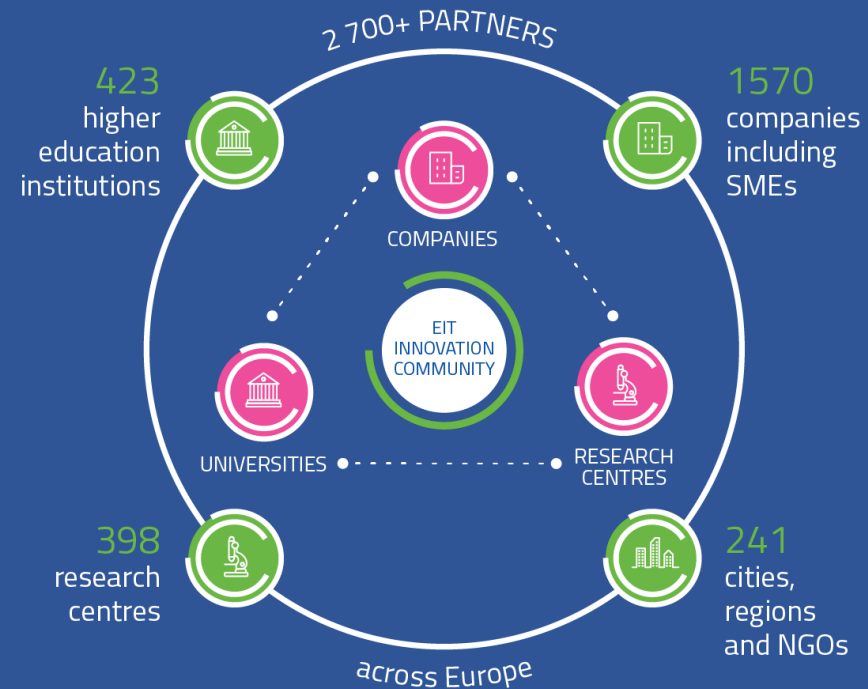 2 700+ PARTNERS
423
higher
education
institutions
1570
companies
including
SMEs
COMPANIES
EIT
INNOVATION
COMMUNITY
UNIVERSITIES
RESEARCH
CENTRES
398
research
centres
241
cities,
regions
and NGOs
across Europe